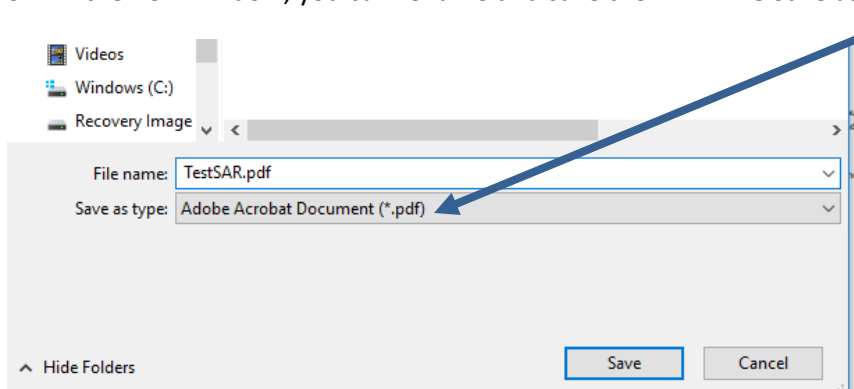 Videos
Windows (C:)
Recovery Image
File name: TestSAR.pdf
Save as type: Adobe Acrobat Document (*.pdf)
Hide Folders
Save
Cancel